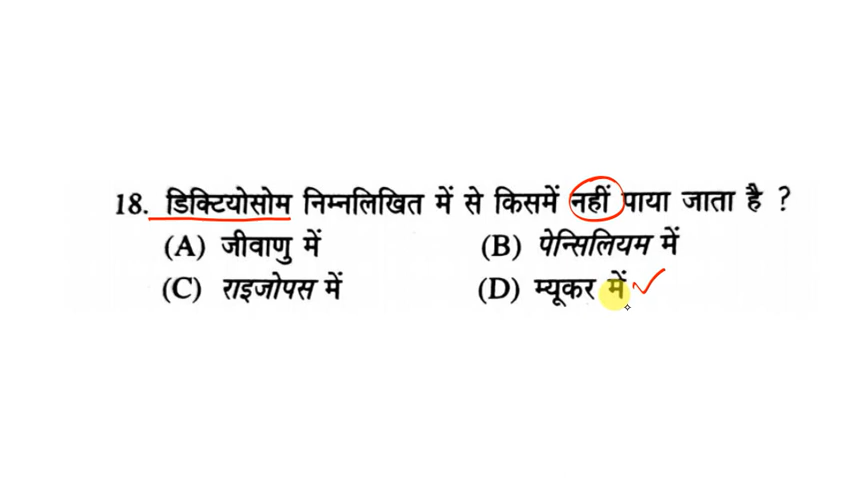 18. डिक्टियोसोम निम्नलिखित में से किसमें नहीं पाया जाता है ?
(A) जीवाणु में (B) पेन्सिलियम में
(C) राइजोपस में (D) म्यूकर में